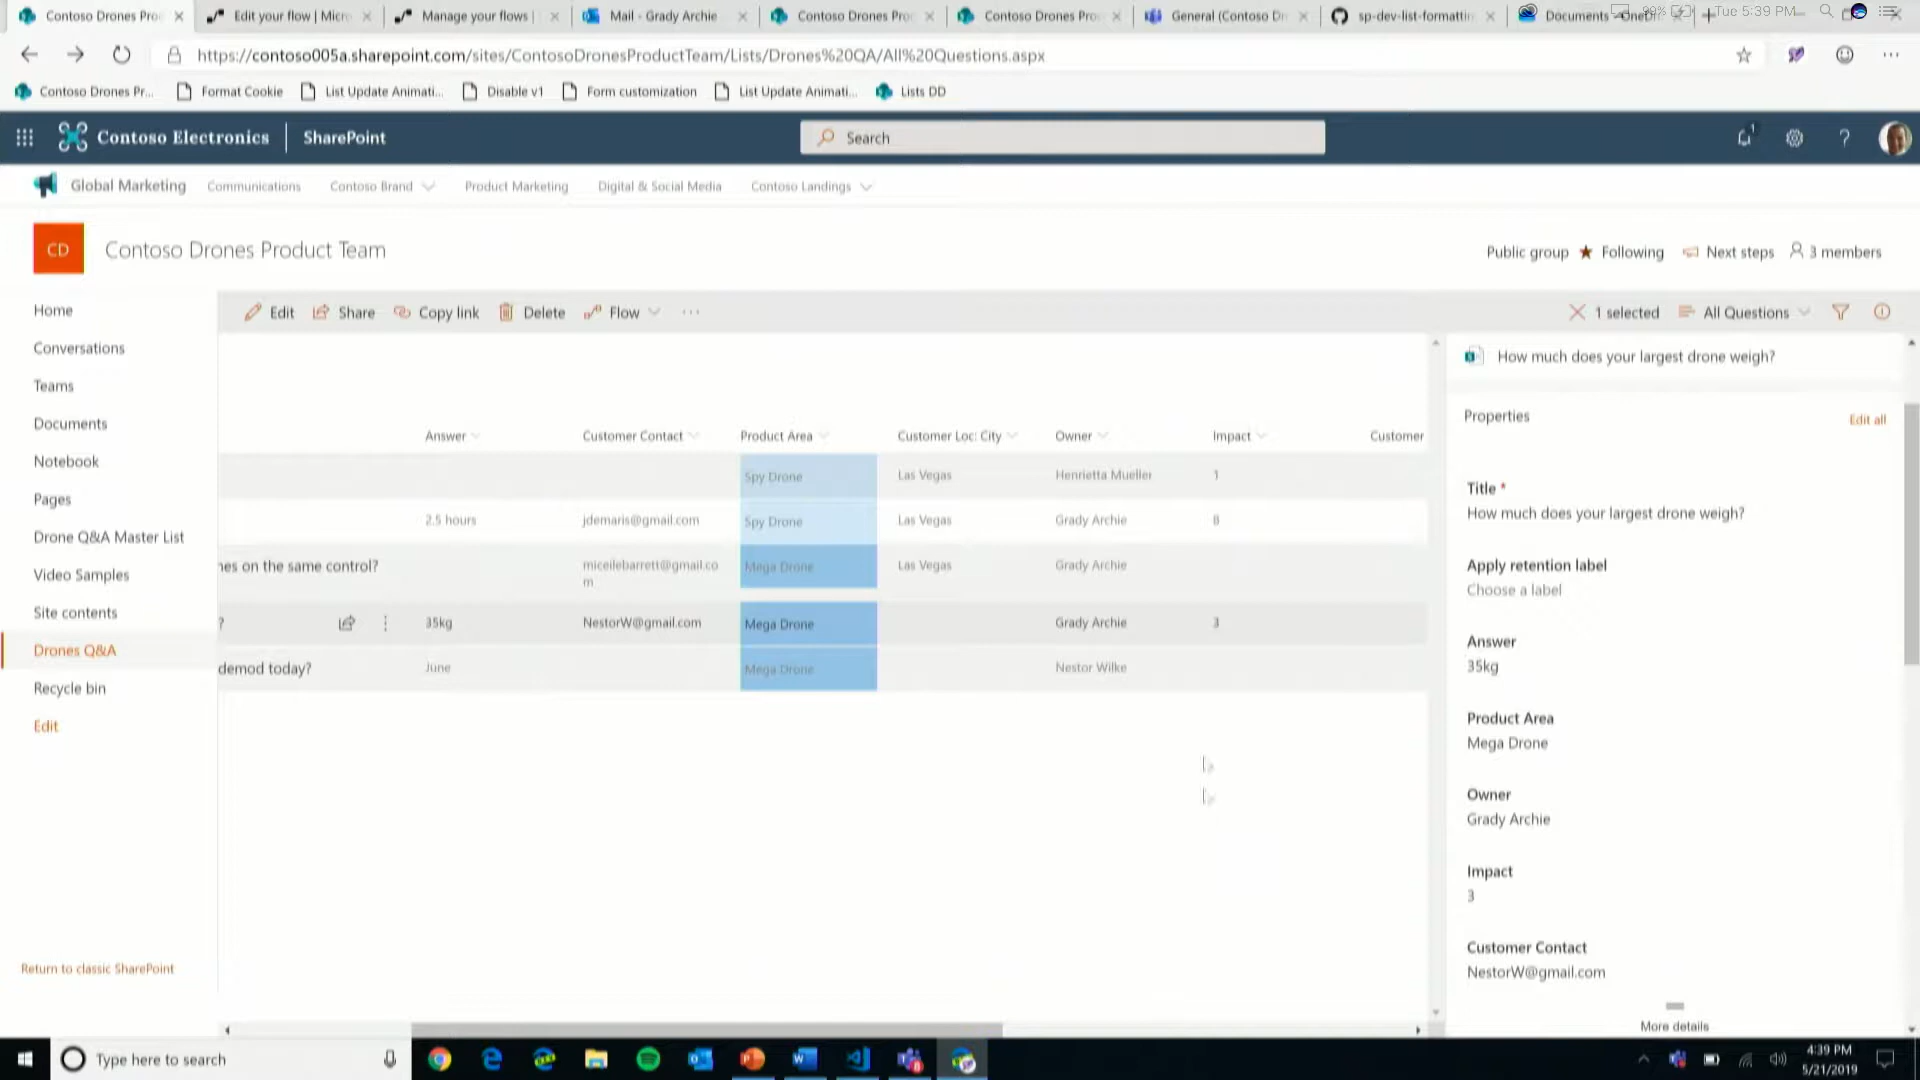 Contoso Drones Pro
Edit your flow | Micr
Manage your flows |
Mail - Grady Archie
Contoso Drones Pro
Contoso Drones Pro
General (Contoso Dr
sp-dev-list-formattin
Documents - OneDri
99%
Tue 5:39 PM
https://contoso005a.sharepoint.com/sites/ContosoDronesProductTeam/Lists/Drones%20QA/All%20Questions.aspx
Contoso Drones Pr...
Format Cookie
List Update Animati...
Disable v1
Form customization
List Update Animati...
Lists DD
Contoso Electronics
SharePoint
Search
1
?
Global Marketing
Communications
Contoso Brand
Product Marketing
Digital & Social Media
Contoso Landings
CD
Contoso Drones Product Team
Public group
Following
Next steps
3 members
Home
Conversations
Teams
Documents
Notebook
Pages
Drone Q&A Master List
Video Samples
Site contents
Drones Q&A
Recycle bin
Edit
Return to classic SharePoint
Edit
Share
Copy link
Delete
Flow
...
1 selected
All Questions
Answer
Customer Contact
Product Area
Customer Loc: City
Owner
Impact
Customer
Spy Drone
Las Vegas
Henrietta Mueller
1
2.5 hours
jdemaris@gmail.com
Spy Drone
Las Vegas
Grady Archie
nes on the same control?
miceilebarrett@gmail.co
m
Mega Drone
Las Vegas
Grady Archie
?
35kg
NestorW@gmail.com
Mega Drone
Grady Archie
3
demod today?
June
Mega Drone
Nestor Wilke
How much does your largest drone weigh?
Properties
Edit all
Title *
How much does your largest drone weigh?
Apply retention label
Choose a label
Answer
35kg
Product Area
Mega Drone
Owner
Grady Archie
Impact
3
Customer Contact
NestorW@gmail.com
More details
Type here to search
4:39 PM
5/21/2019